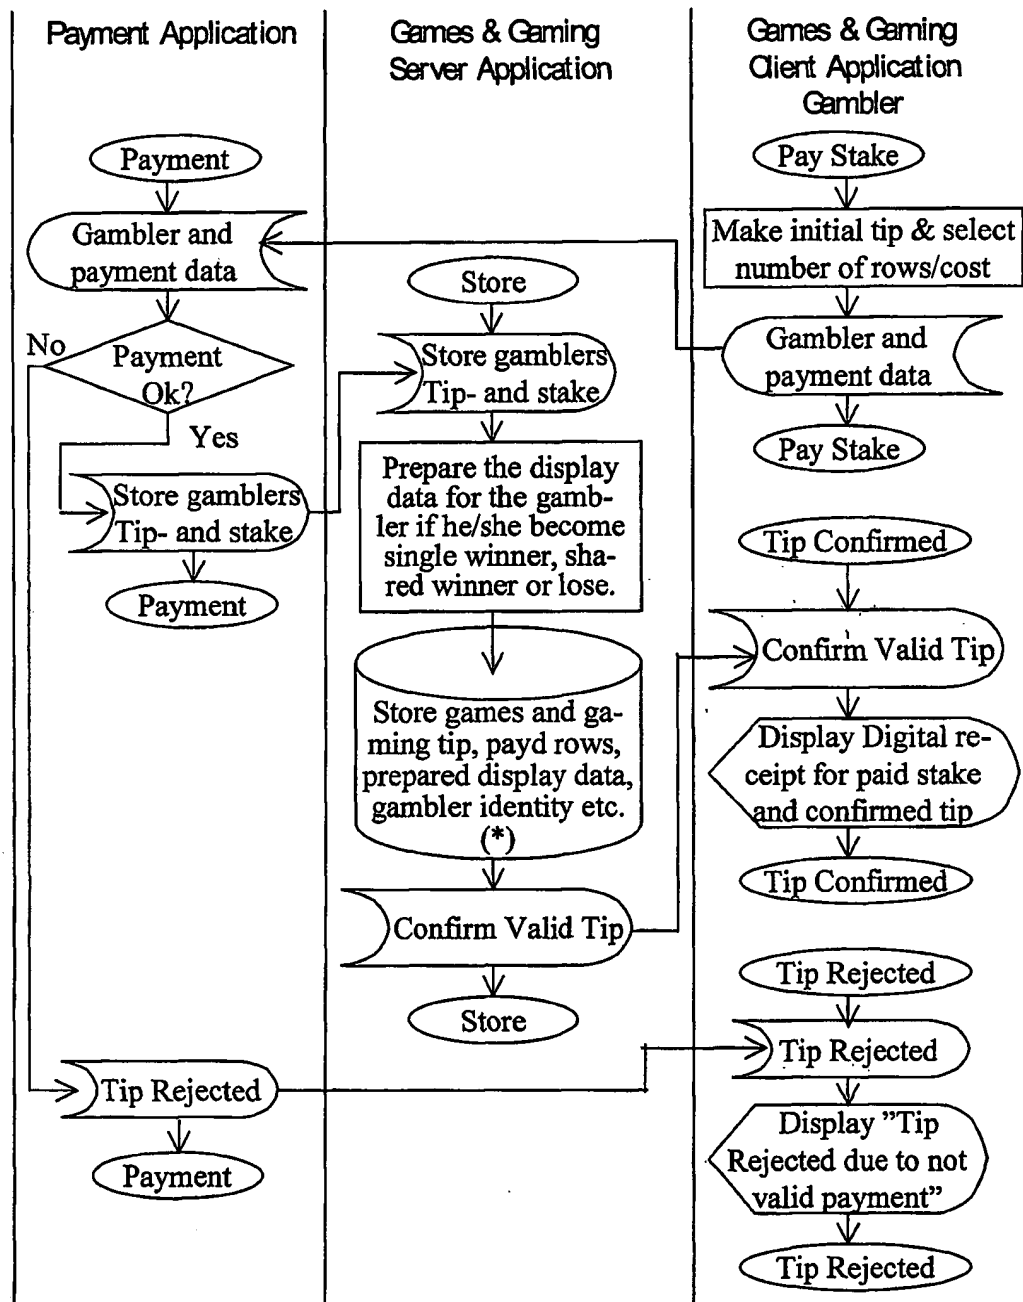 Payment Application
Payment
Gambler and
payment data
No
Payment
Ok?
Yes
Store gamblers
Tip- and stake
Payment
Tip Rejected
Payment
Games & Gaming
Server Application
Store
Store gamblers
Tip- and stake
Prepare the display
data for the gamb-
ler if he/she become
single winner, sha-
red winner or lose.
Store games and ga-
ming tip, payd rows,
prepared display data,
gambler identity etc.
(*)
Confirm Valid Tip
Store
Games & Gaming
Client Application
Gambler
Pay Stake
Make initial tip & select
number of rows/cost
Gambler and
payment data
Pay Stake
Tip Confirmed
Confirm Valid Tip
Display Digital re-
ceipt for paid stake
and confirmed tip
Tip Confirmed
Tip Rejected
Tip Rejected
Display ”Tip
Rejected due to not
valid payment”
Tip Rejected